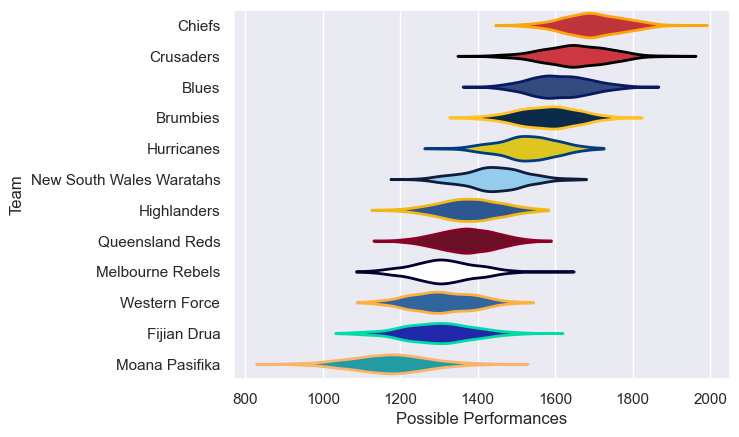 Chiefs
Crusaders
Blues
Brumbies
Hurricanes
New South Wales Waratahs
Highlanders
Queensland Reds
Melbourne Rebels
Western Force
Fijian Drua
Moana Pasifika
Team
800 1000 1200 1400 1600 1800 2000
Possible Performances